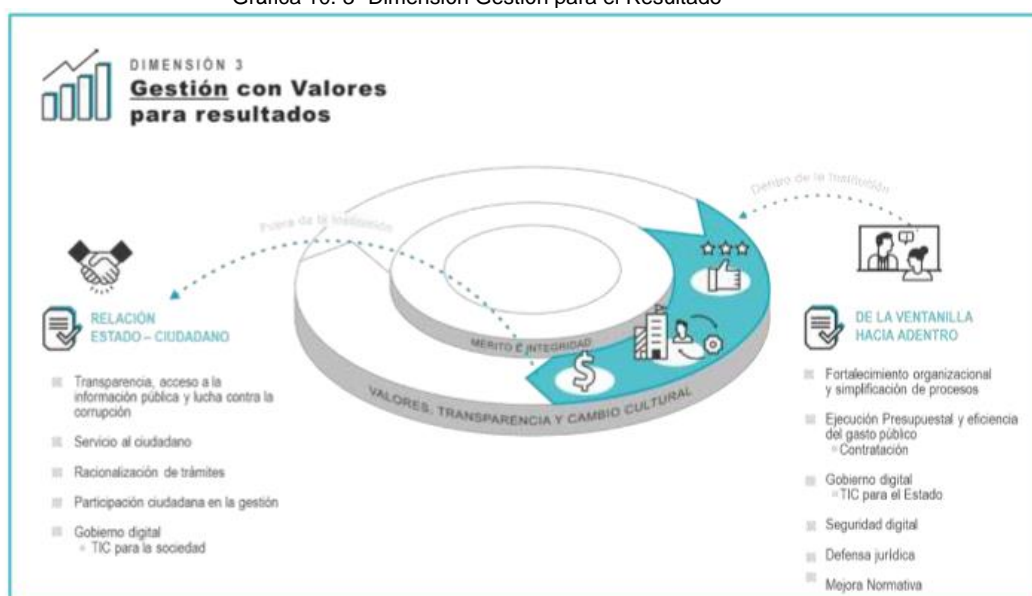 Gráfica 10. 3ª Dimensión Gestión para el Resultado
DIMENSIÓN 3
Gestión con Valores
para resultados
Fuera de la Institución
Dentro de la Institución
RELACIÓN
ESTADO – CIUDADANO
Transparencia, acceso a la
información pública y lucha contra la
corrupción
Servicio al ciudadano
Racionalización de trámites
Participación ciudadana en la gestión
Gobierno digital
TIC para la sociedad
MÉRITO E INTEGRIDAD
VALORES, TRANSPARENCIA Y CAMBIO CULTURAL
$
DE LA VENTANILLA
HACIA ADENTRO
Fortalecimiento organizacional
y simplificación de procesos
Ejecución Presupuestal y eficiencia
del gasto público
Contratación
Gobierno digital
TIC para el Estado
Seguridad digital
Defensa jurídica
Mejora Normativa